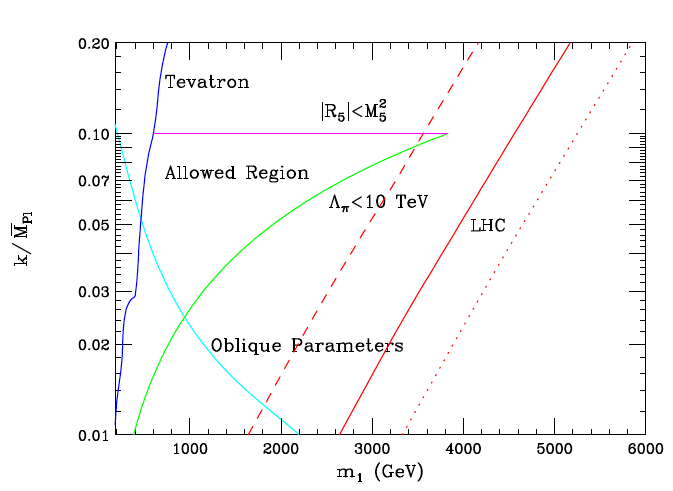 0.20
Tevatron
|R₅|<M₅²
0.10
Allowed Region
0.07
Λπ<10 TeV
0.05
LHC
k/M̅Pl
0.03
Oblique Parameters
0.02
0.01
1000 2000 3000 4000 5000 6000
m₁ (GeV)